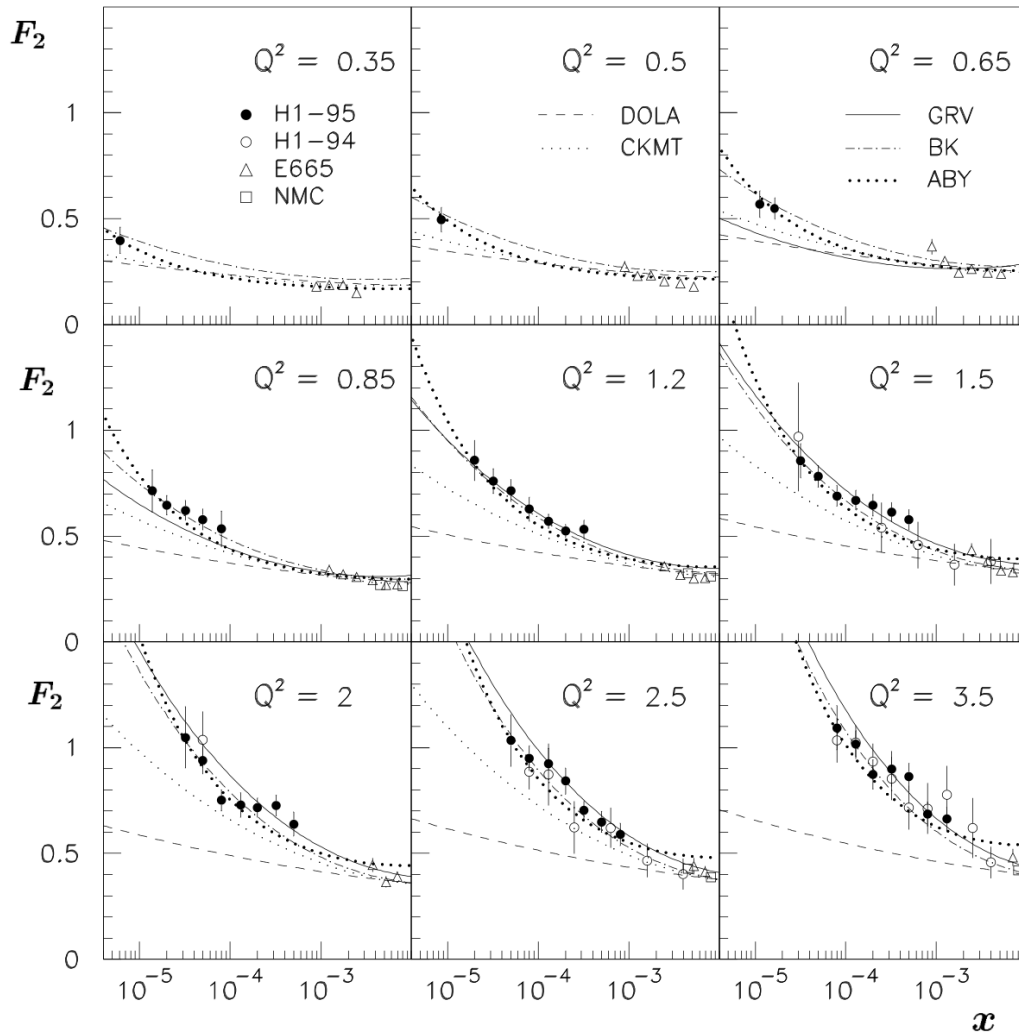 F₂
Q² = 0.35
Q² = 0.5
Q² = 0.65
H1-95
H1-94
E665
NMC
DOLA
CKMT
GRV
BK
ABY
1
0.5
0
F₂
Q² = 0.85
Q² = 1.2
Q² = 1.5
1
0.5
0
F₂
Q² = 2
Q² = 2.5
Q² = 3.5
1
0.5
0
10⁻⁵ 10⁻⁴ 10⁻³
10⁻⁵ 10⁻⁴ 10⁻³
10⁻⁵ 10⁻⁴ 10⁻³
x